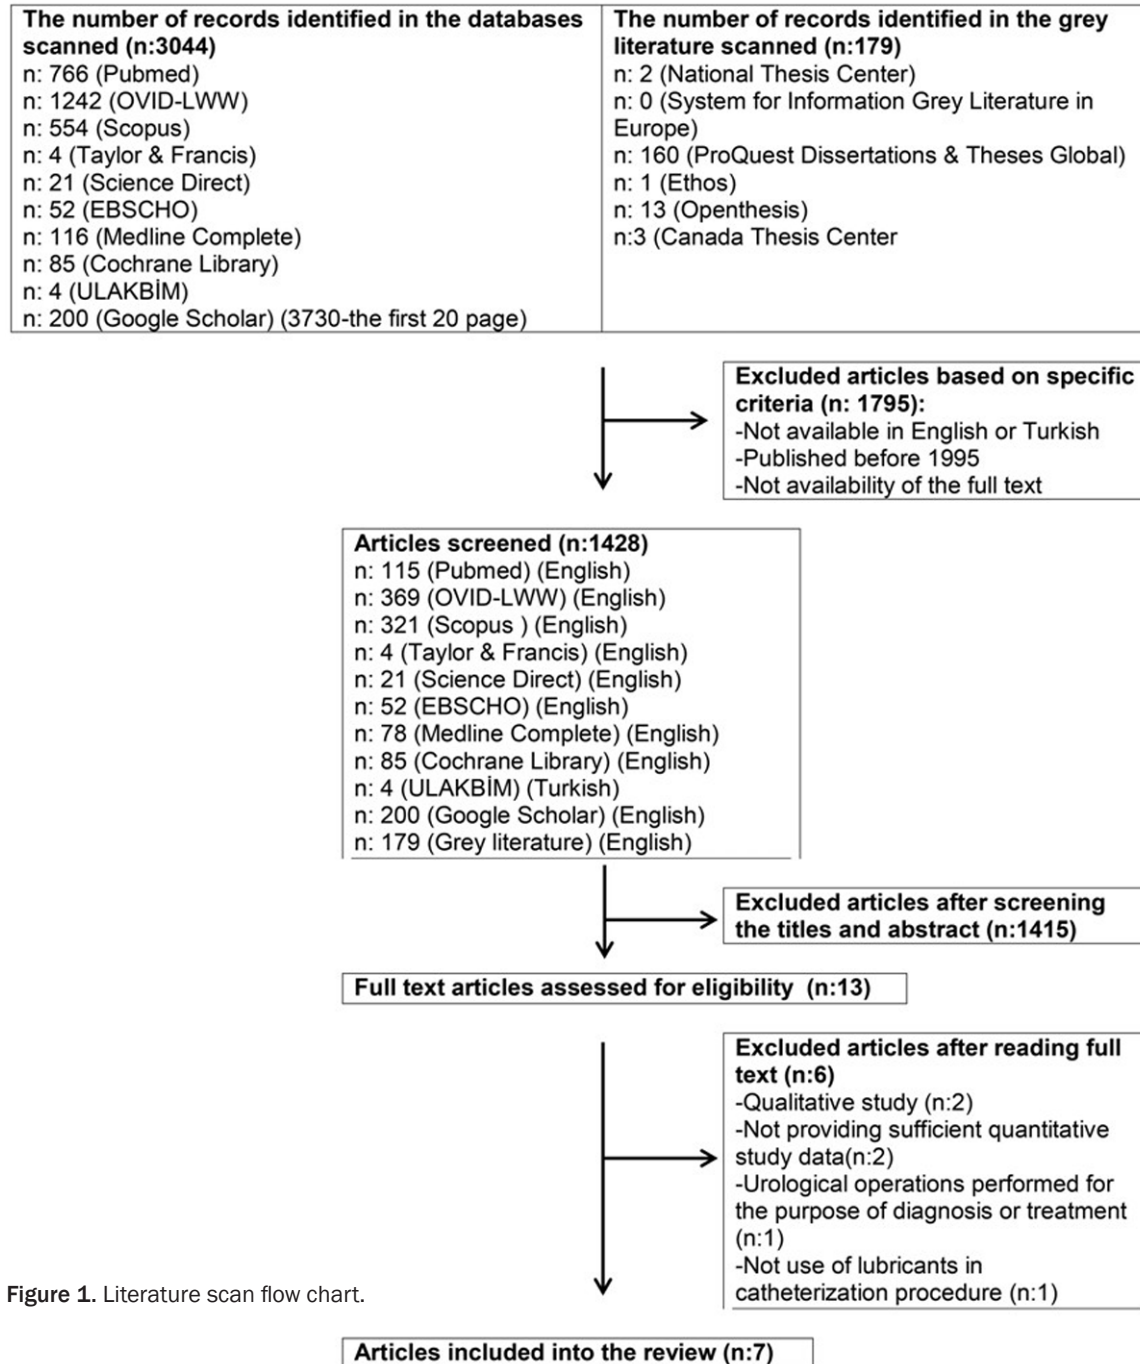 The number of records identified in the databases
scanned (n:3044)
n: 766 (Pubmed)
n: 1242 (OVID-LWW)
n: 554 (Scopus)
n: 4 (Taylor & Francis)
n: 21 (Science Direct)
n: 52 (EBSCHO)
n: 116 (Medline Complete)
n: 85 (Cochrane Library)
n: 4 (ULAKBİM)
n: 200 (Google Scholar) (3730-the first 20 page)
The number of records identified in the grey
literature scanned (n:179)
n: 2 (National Thesis Center)
n: 0 (System for Information Grey Literature in
Europe)
n: 160 (ProQuest Dissertations & Theses Global)
n: 1 (Ethos)
n: 13 (Openthesis)
n:3 (Canada Thesis Center
Excluded articles based on specific
criteria (n: 1795):
-Not available in English or Turkish
-Published before 1995
-Not availability of the full text
Articles screened (n:1428)
n: 115 (Pubmed) (English)
n: 369 (OVID-LWW) (English)
n: 321 (Scopus ) (English)
n: 4 (Taylor & Francis) (English)
n: 21 (Science Direct) (English)
n: 52 (EBSCHO) (English)
n: 78 (Medline Complete) (English)
n: 85 (Cochrane Library) (English)
n: 4 (ULAKBİM) (Turkish)
n: 200 (Google Scholar) (English)
n: 179 (Grey literature) (English)
Excluded articles after screening
the titles and abstract (n:1415)
Full text articles assessed for eligibility (n:13)
Excluded articles after reading full
text (n:6)
-Qualitative study (n:2)
-Not providing sufficient quantitative
study data(n:2)
-Urological operations performed for
the purpose of diagnosis or treatment
(n:1)
-Not use of lubricants in
catheterization procedure (n:1)
Figure 1. Literature scan flow chart.
Articles included into the review (n:7)